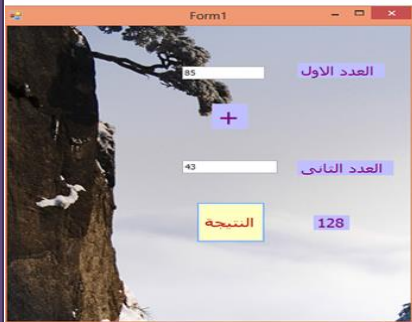 Form1
العدد الاول
85
+
العدد الثانى
43
النتيجة
128